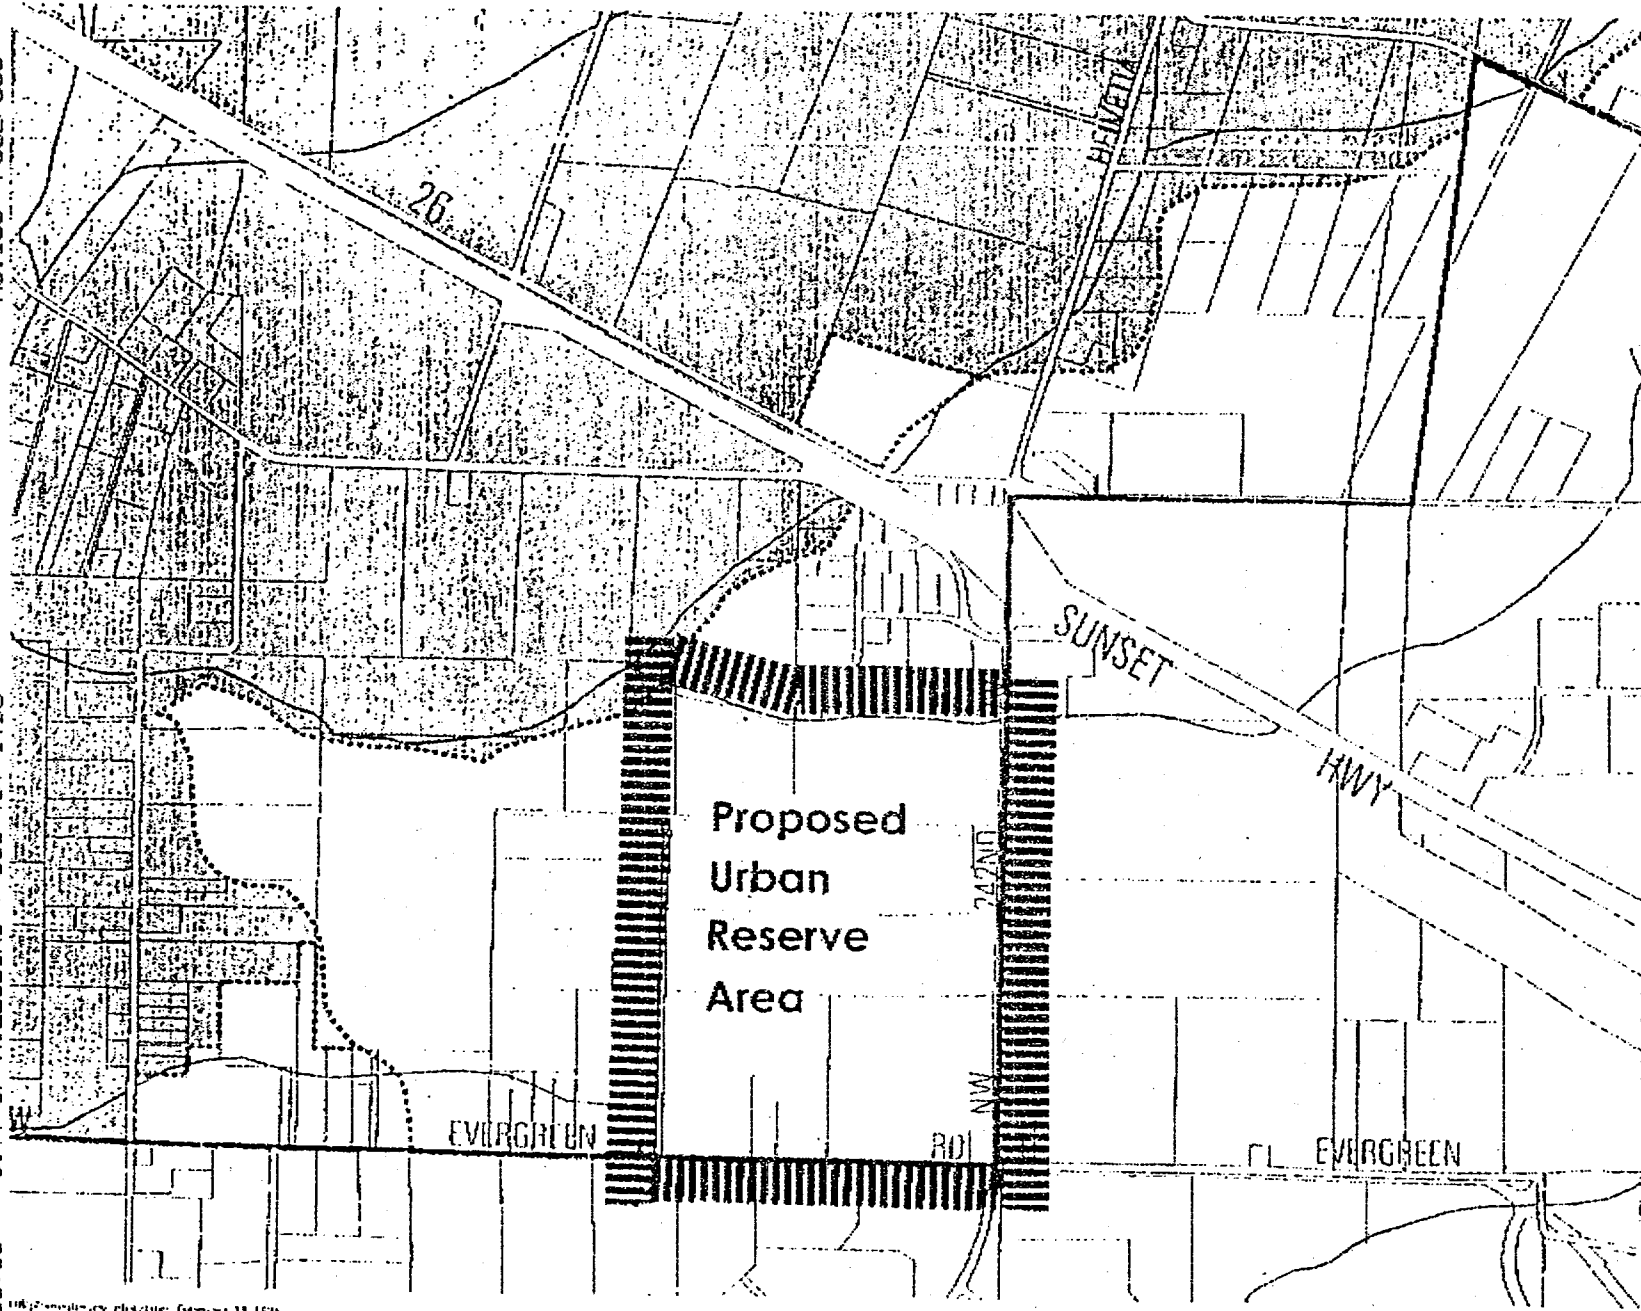 HELVETIA
26
SUNSET
HWY
Proposed
Urban
Reserve
Area
242ND
NW
EVERGREEN
RD
EVERGREEN